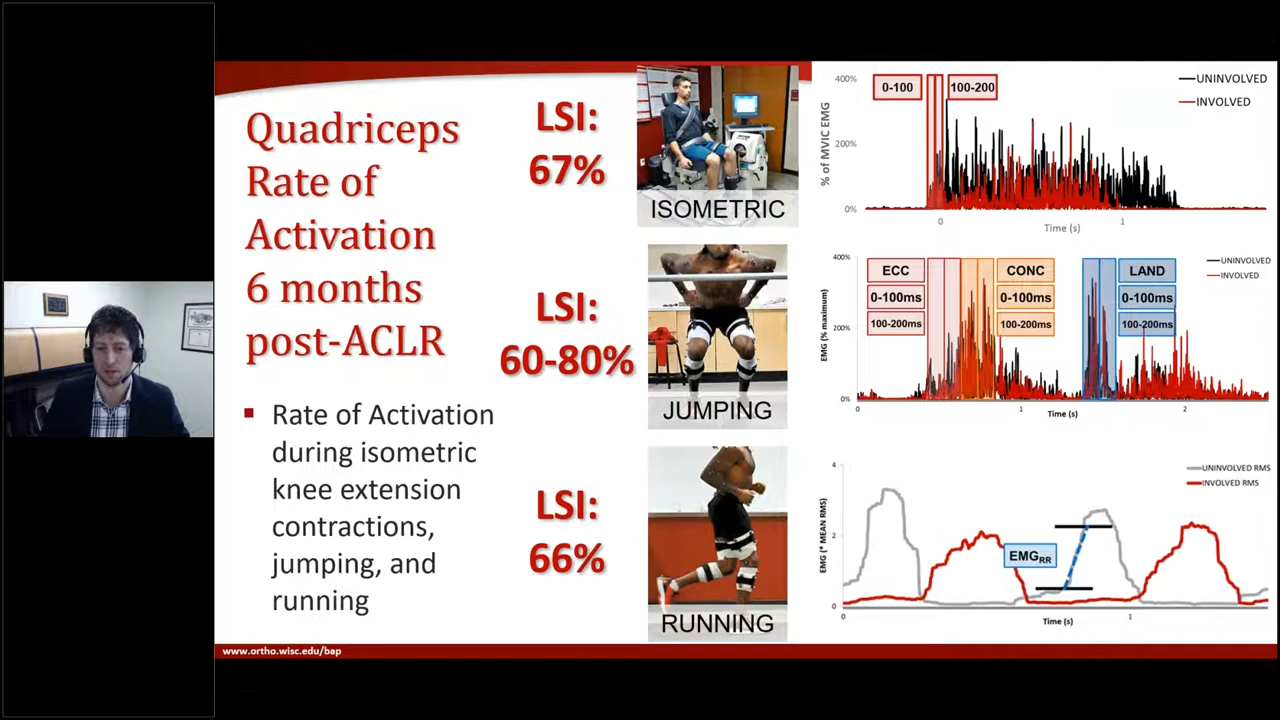 Quadriceps
Rate of
Activation
6 months
post-ACLR
▪ Rate of Activation
during isometric
knee extension
contractions,
jumping, and
running
LSI:
67%
LSI:
60-80%
LSI:
66%
ISOMETRIC
JUMPING
RUNNING
400%
200%
0%
% of MVIC EMG
0-100
100-200
UNINVOLVED
INVOLVED
0
1
Time (s)
400%
200%
0%
EMG (% maximum)
ECC
0-100ms
100-200ms
CONC
0-100ms
100-200ms
LAND
0-100ms
100-200ms
UNINVOLVED
INVOLVED
0
1
2
Time (s)
4
2
0
EMG (* MEAN RMS)
EMGRR
UNINVOLVED RMS
INVOLVED RMS
0
1
Time (s)
www.ortho.wisc.edu/bap